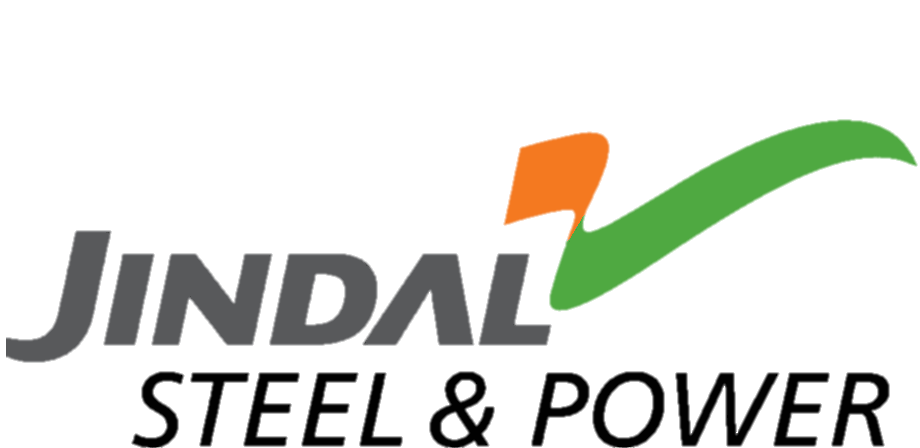 JINDAL
STEEL & POWER